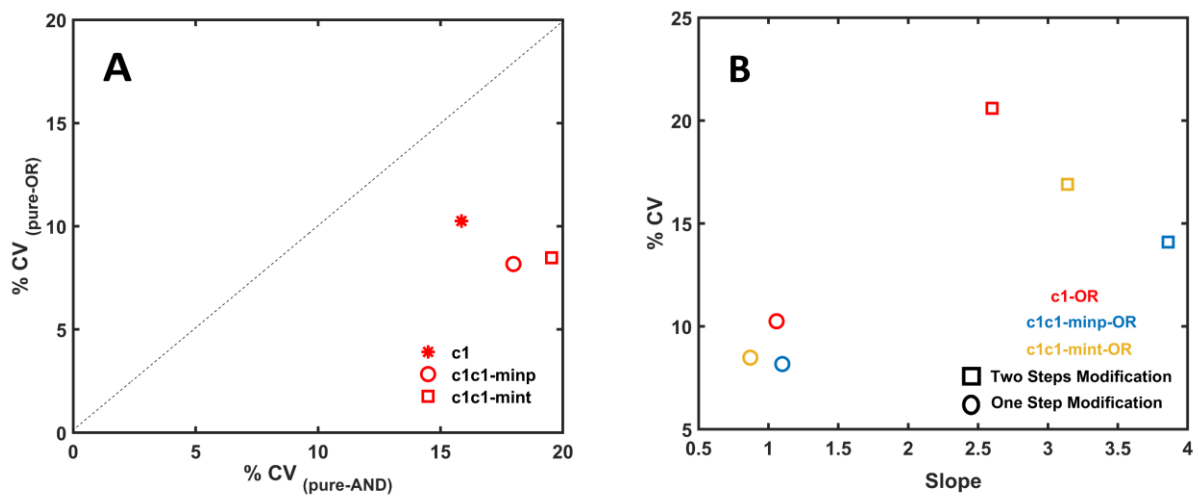 A
20
15
10
5
0
% CV (pure-OR)
c1
c1c1-minp
c1c1-mint
0 5 10 15 20
% CV (pure-AND)
B
25
20
15
10
5
% CV
c1-OR
c1c1-minp-OR
c1c1-mint-OR
Two Steps Modification
One Step Modification
0.5 1 1.5 2 2.5 3 3.5 4
Slope